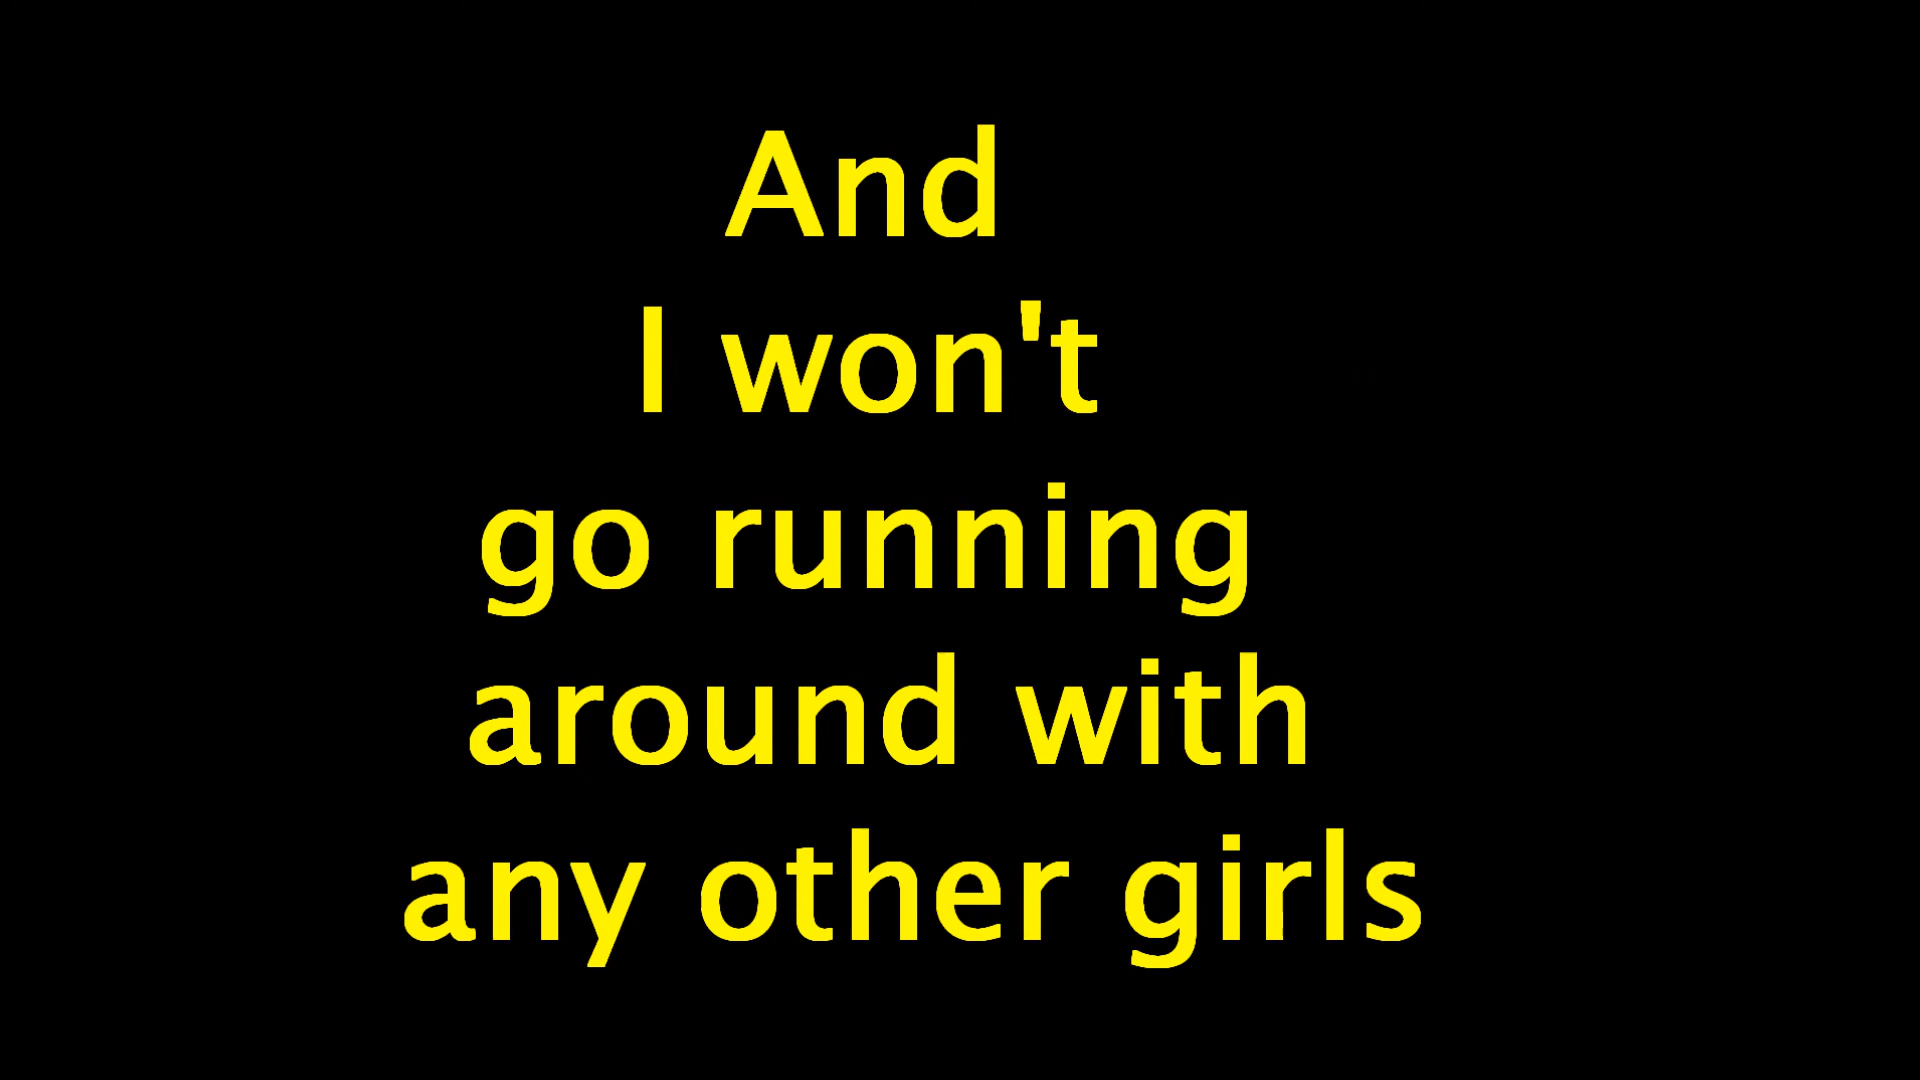 And
I won't
go running
around with
any other girls